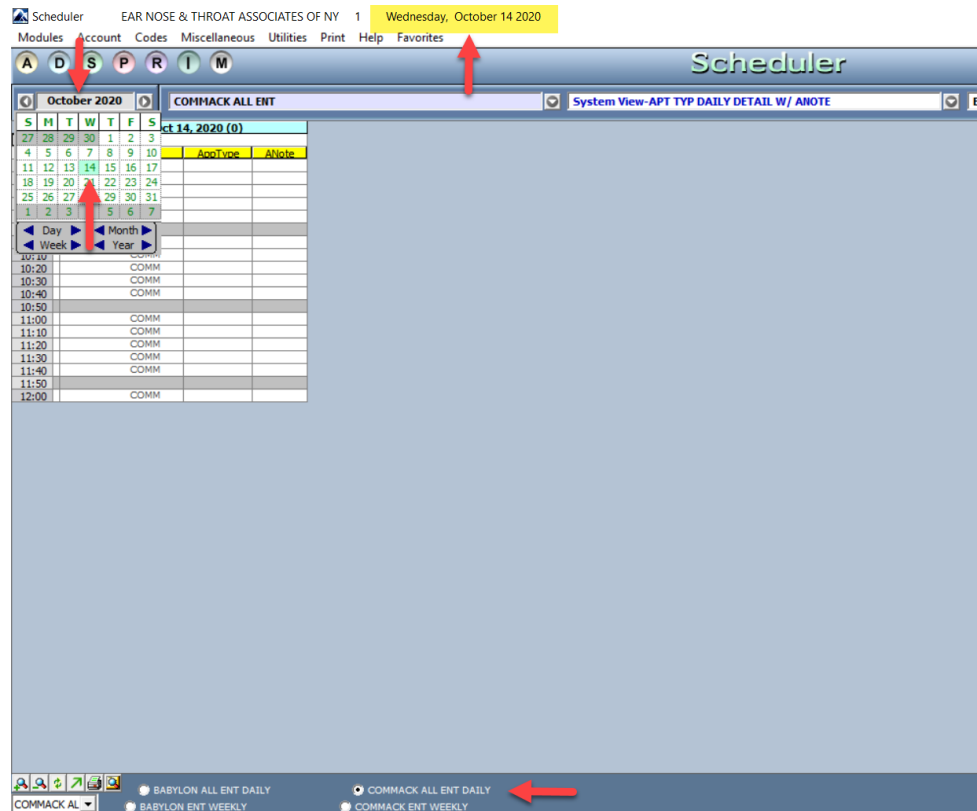 Scheduler EAR NOSE & THROAT ASSOCIATES OF NY 1 Wednesday, October 14 2020
Modules Account Codes Miscellaneous Utilities Print Help Favorites
A D S P R I M Scheduler
October 2020 COMMACK ALL ENT System View-APT TYP DAILY DETAIL W/ ANOTE
S M T W T F S ct 14, 2020 (0)
27 28 29 30 1 2 3
4 5 6 7 8 9 10 AppType ANote
11 12 13 14 15 16 17
18 19 20 21 22 23 24
25 26 27 29 30 31
1 2 3 5 6 7
Day Month
Week Year
10:10 COMM
10:20 COMM
10:30 COMM
10:40 COMM
10:50
11:00 COMM
11:10 COMM
11:20 COMM
11:30 COMM
11:40 COMM
11:50
12:00 COMM
BABYLON ALL ENT DAILY COMMACK ALL ENT DAILY
COMMACK AL BABYLON ENT WEEKLY COMMACK ENT WEEKLY